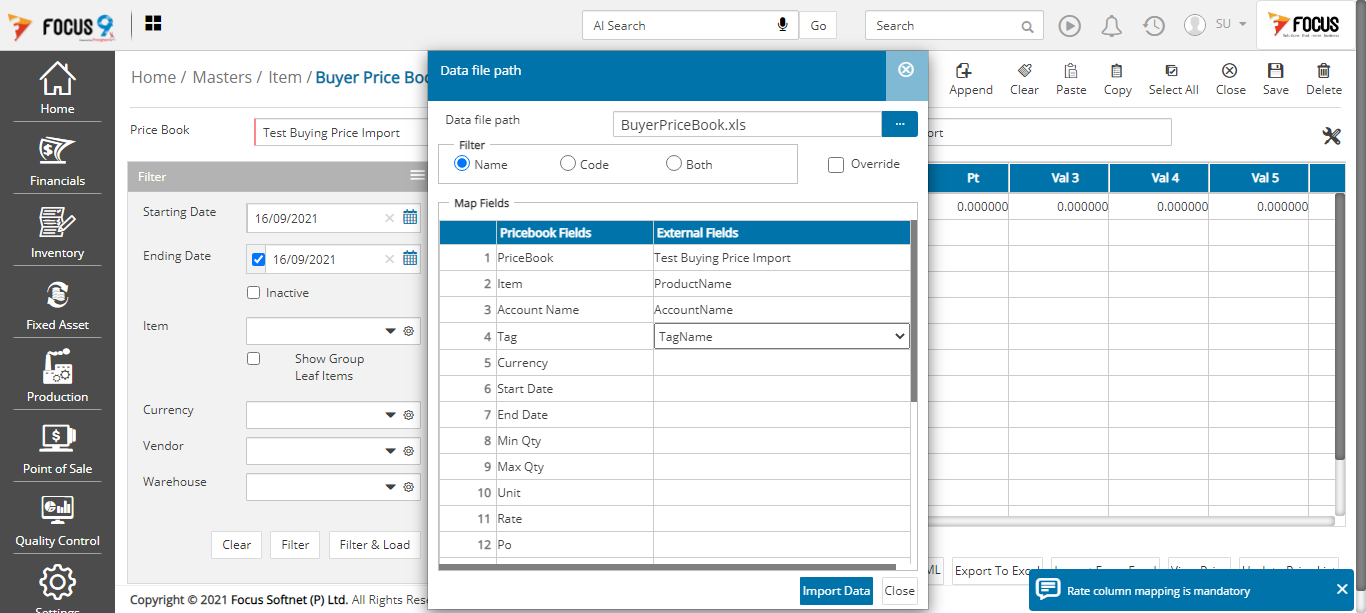 FOCUS 9
AI Search
Go
Search
SU
FOCUS
Home
Financials
Inventory
Fixed Asset
Production
Point of Sale
Quality Control
Settings
Home / Masters / Item / Buyer Price Boo
Append
Clear
Paste
Copy
Select All
Close
Save
Delete
Price Book
Test Buying Price Import
ort
Filter
Starting Date
16/09/2021
Ending Date
16/09/2021
Inactive
Item
Show Group
Leaf Items
Currency
Vendor
Warehouse
Clear
Filter
Filter & Load
Data file path
Data file path
BuyerPriceBook.xls
...
Filter
Name
Code
Both
Override
Map Fields
Pricebook Fields External Fields
1 PriceBook Test Buying Price Import
2 Item ProductName
3 Account Name AccountName
4 Tag TagName
5 Currency
6 Start Date
7 End Date
8 Min Qty
9 Max Qty
10 Unit
11 Rate
12 Po
Import Data
Close
Pt Val 3 Val 4 Val 5
0.000000 0.000000 0.000000 0.000000
ML
Export To Excel
Rate column mapping is mandatory
Copyright © 2021 Focus Softnet (P) Ltd. All Rights Rese